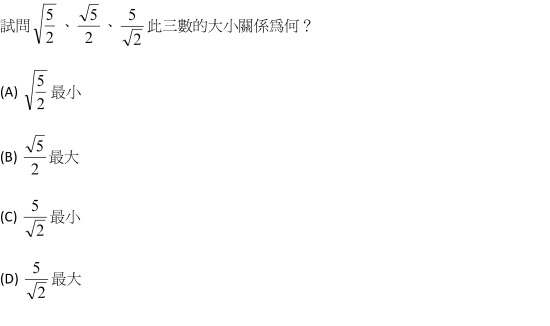 試問 $\sqrt{\frac{5}{2}}$、$\frac{\sqrt{5}}{2}$、$\frac{5}{\sqrt{2}}$ 此三數的大小關係為何？
(A) $\sqrt{\frac{5}{2}}$ 最小
(B) $\frac{\sqrt{5}}{2}$ 最大
(C) $\frac{5}{\sqrt{2}}$ 最小
(D) $\frac{5}{\sqrt{2}}$ 最大